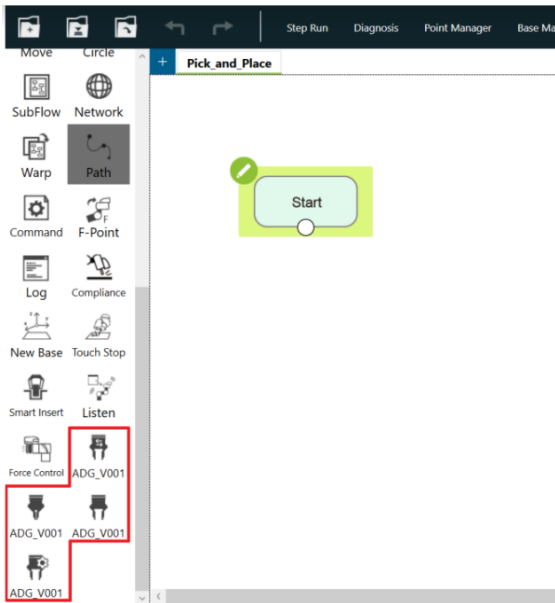 Step Run Diagnosis Point Manager Base Ma
Move Circle
+ Pick_and_Place
SubFlow Network
Warp Path
Start
Command F-Point
Log Compliance
New Base Touch Stop
Smart Insert Listen
Force Control ADG_V001
ADG_V001 ADG_V001
ADG_V001